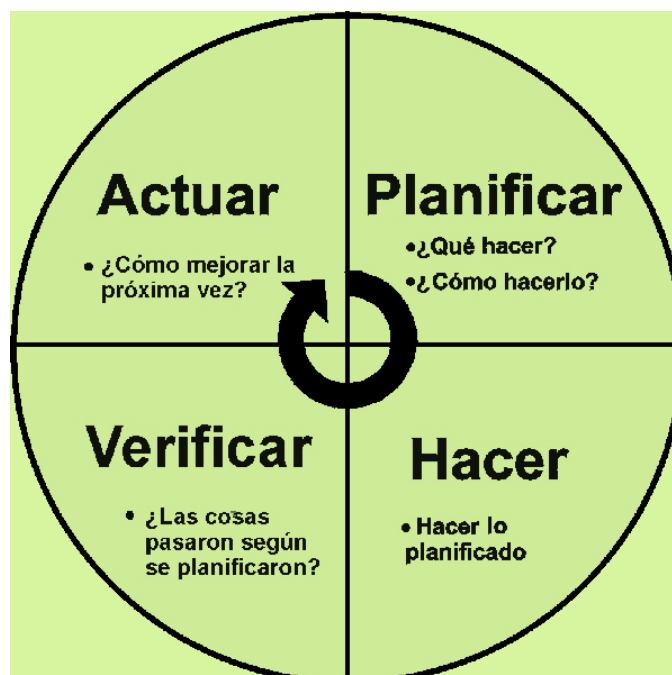 Actuar
• ¿Cómo mejorar la
próxima vez?
Planificar
•¿Qué hacer?
•¿Cómo hacerlo?
Verificar
• ¿Las cosas
pasaron según
se planificaron?
Hacer
• Hacer lo
planificado